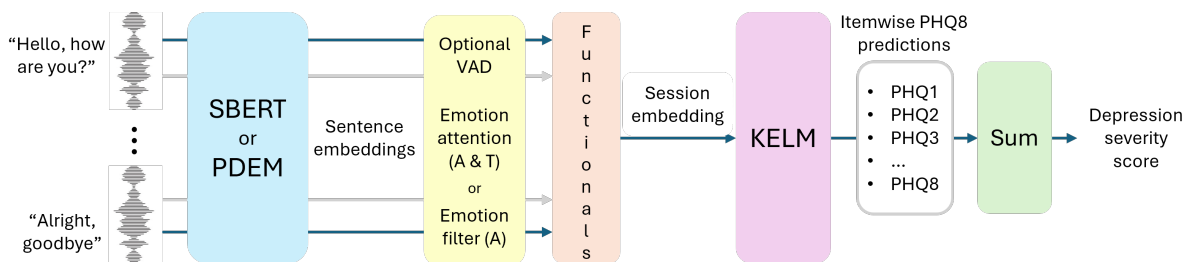 “Hello, how
are you?”
“Alright,
goodbye”
SBERT
or
PDEM
Sentence
embeddings
Optional
VAD
Emotion
attention
(A & T)
or
Emotion
filter (A)
F
u
n
c
t
i
o
n
a
l
s
Session
embedding
KELM
Itemwise PHQ8
predictions
• PHQ1
• PHQ2
• PHQ3
• ...
• PHQ8
Sum
Depression
severity
score